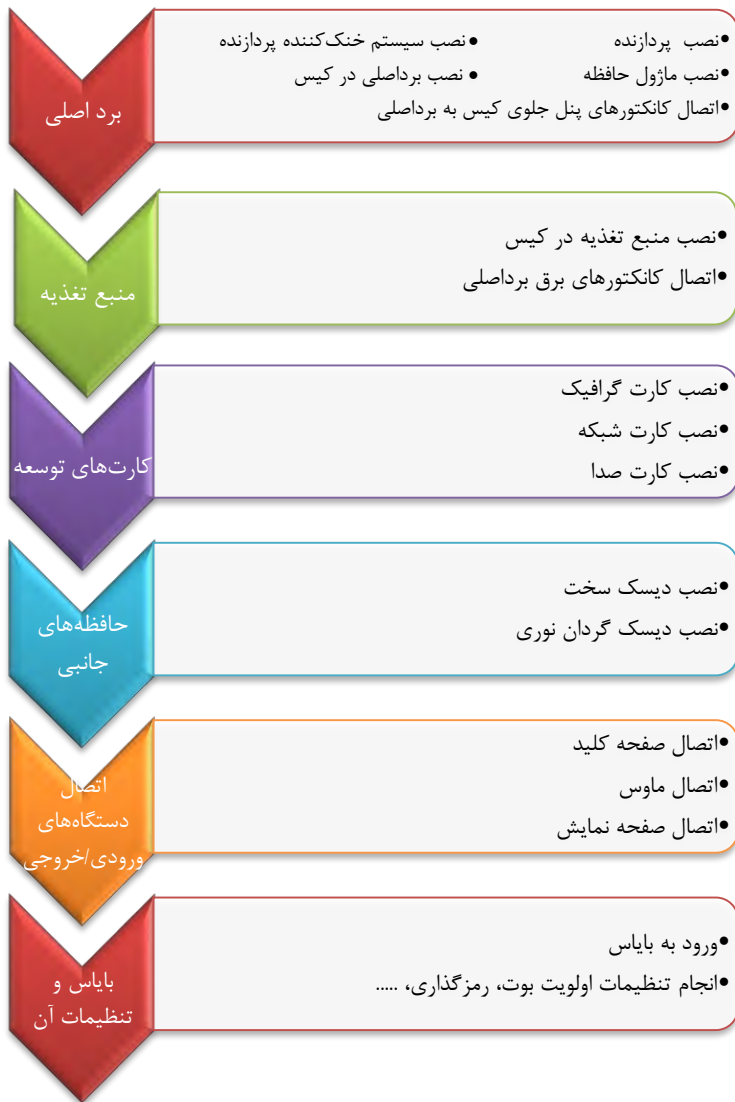 برد اصلی
•نصب پردازنده •نصب سیستم خنک‌کننده پردازنده
•نصب ماژول حافظه • نصب برداصلی در کیس
•اتصال کانکتورهای پنل جلوی کیس به برداصلی
منبع تغذیه
•نصب منبع تغذیه در کیس
•اتصال کانکتورهای برق برداصلی
کارت‌های توسعه
•نصب کارت گرافیک
•نصب کارت شبکه
•نصب کارت صدا
حافظه‌های
جانبی
•نصب دیسک سخت
•نصب دیسک گردان نوری
اتصال
دستگاه‌های
ورودی/خروجی
•اتصال صفحه کلید
•اتصال ماوس
•اتصال صفحه نمایش
بایاس و
تنظیمات آن
•ورود به بایاس
•انجام تنظیمات اولویت بوت، رمزگذاری، .....